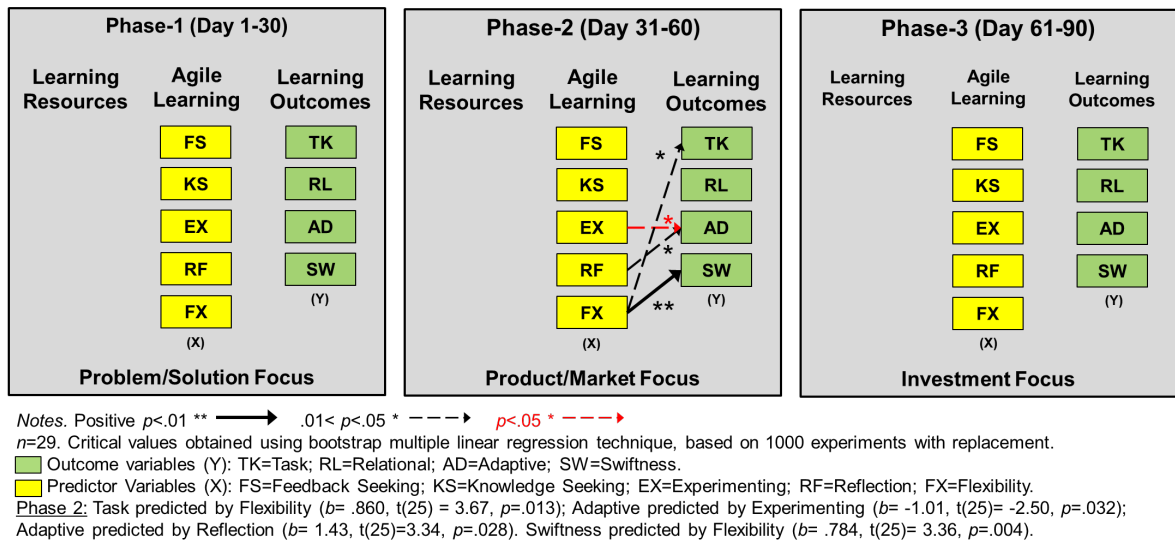 Phase-1 (Day 1-30)
Learning Resources
Agile Learning
Learning Outcomes
FS
KS
EX
RF
FX
(X)
TK
RL
AD
SW
(Y)
Problem/Solution Focus
Phase-2 (Day 31-60)
Learning Resources
Agile Learning
Learning Outcomes
FS
KS
EX
RF
FX
(X)
*
*
*
**
TK
RL
AD
SW
(Y)
Product/Market Focus
Phase-3 (Day 61-90)
Learning Resources
Agile Learning
Learning Outcomes
FS
KS
EX
RF
FX
(X)
TK
RL
AD
SW
(Y)
Investment Focus
Notes. Positive p<.01 ** .01< p<.05 * p<.05 *
n=29. Critical values obtained using bootstrap multiple linear regression technique, based on 1000 experiments with replacement.
Outcome variables (Y): TK=Task; RL=Relational; AD=Adaptive; SW=Swiftness.
Predictor Variables (X): FS=Feedback Seeking; KS=Knowledge Seeking; EX=Experimenting; RF=Reflection; FX=Flexibility.
Phase 2: Task predicted by Flexibility (b= .860, t(25) = 3.67, p=.013); Adaptive predicted by Experimenting (b= -1.01, t(25)= -2.50, p=.032);
Adaptive predicted by Reflection (b= 1.43, t(25)=3.34, p=.028). Swiftness predicted by Flexibility (b= .784, t(25)= 3.36, p=.004).